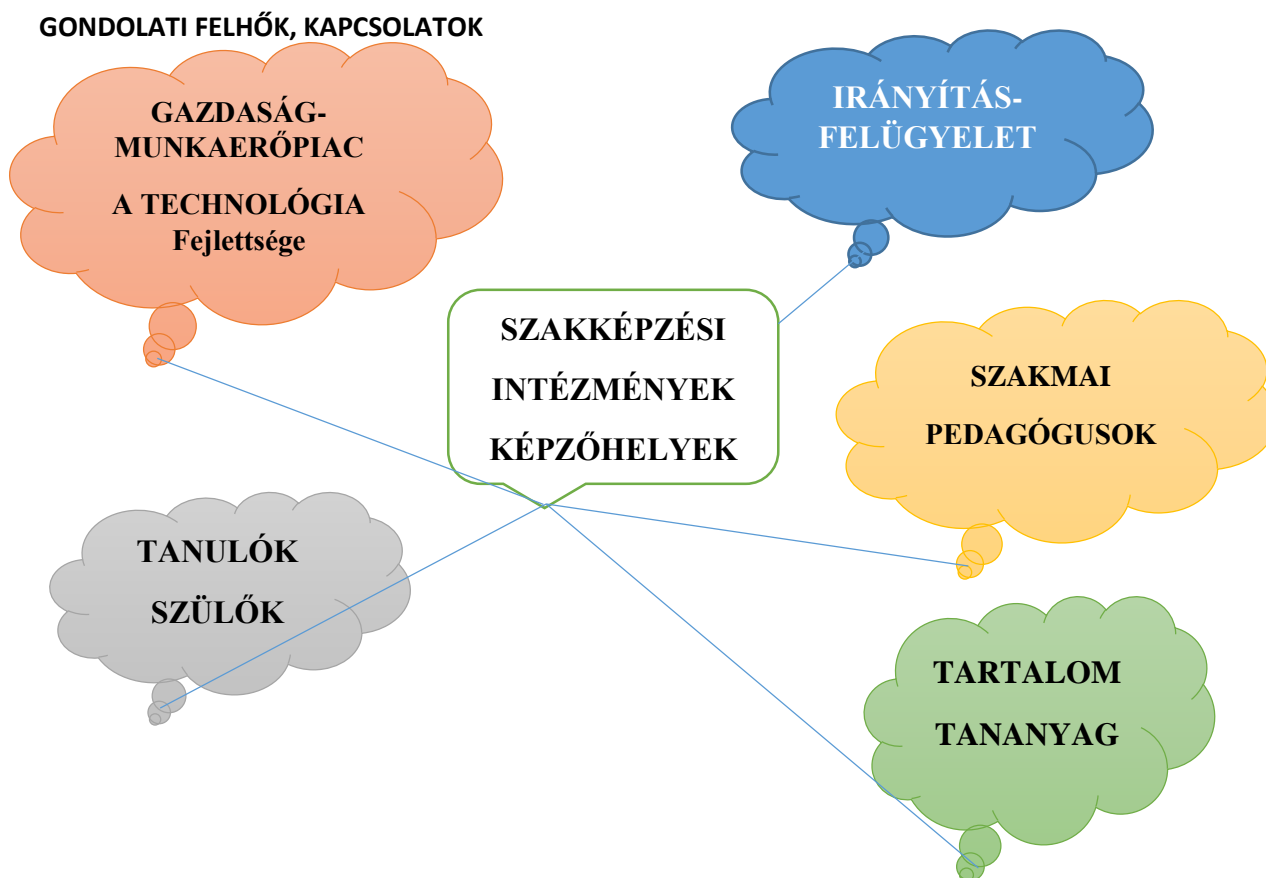 GONDOLATI FELHŐK, KAPCSOLATOK
GAZDASÁG-
MUNKAERŐPIAC
A TECHNOLÓGIA
Fejlettsége
IRÁNYÍTÁS-
FELÜGYELET
SZAKKÉPZÉSI
INTÉZMÉNYEK
KÉPZŐHELYEK
SZAKMAI
PEDAGÓGUSOK
TANULÓK
SZÜLŐK
TARTALOM
TANANYAG